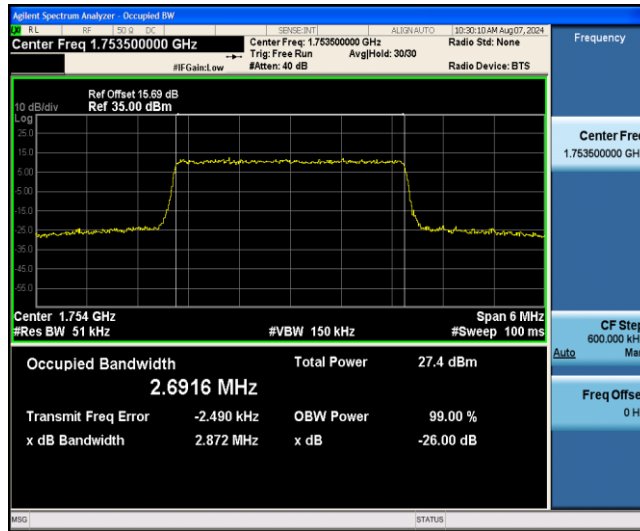 Agilent Spectrum Analyzer - Occupied BW
RL RF 50 Ω DC SENSE:INT ALIGN AUTO 10:30:10 AM Aug 07, 2024
Center Freq 1.753500000 GHz
Center Freq: 1.753500000 GHz
Radio Std: None
Trig: Free Run Avg|Hold: 30/30
#IFGain:Low
#Atten: 40 dB
Radio Device: BTS
Ref Offset 15.69 dB
10 dB/div Ref 35.00 dBm
Log
25.0
15.0
5.00
-5.00
-15.0
-25.0
-35.0
-45.0
-55.0
Center 1.754 GHz Span 6 MHz
#Res BW 51 kHz #VBW 150 kHz #Sweep 100 ms
Occupied Bandwidth Total Power 27.4 dBm
2.6916 MHz
Transmit Freq Error -2.490 kHz OBW Power 99.00 %
x dB Bandwidth 2.872 MHz x dB -26.00 dB
MSG STATUS
Frequency
Center Fre
1.753500000 GH
CF Step
600.000 kH
Auto Ma
Freq Offse
0 H